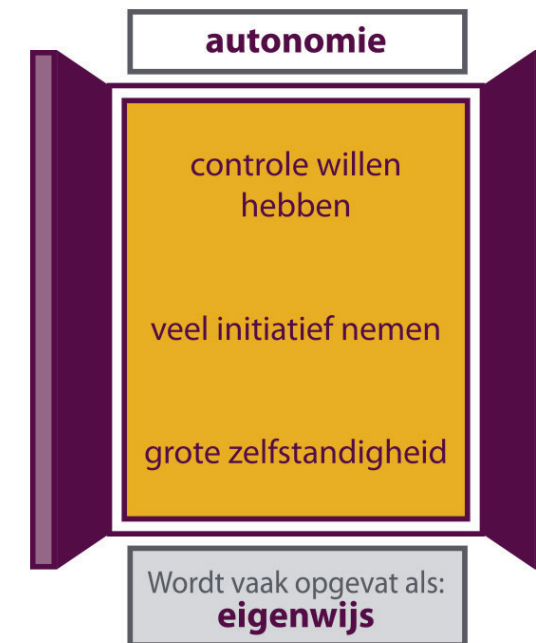 autonomie
controle willen
hebben
veel initiatief nemen
grote zelfstandigheid
Wordt vaak opgevat als:
eigenwijs